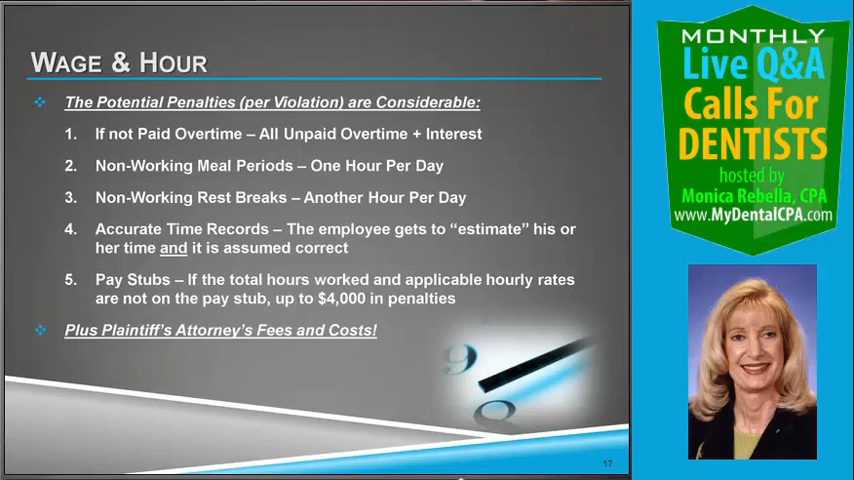 WAGE & HOUR
The Potential Penalties (per Violation) are Considerable:
1. If not Paid Overtime – All Unpaid Overtime + Interest
2. Non-Working Meal Periods – One Hour Per Day
3. Non-Working Rest Breaks – Another Hour Per Day
4. Accurate Time Records – The employee gets to “estimate” his or
her time and it is assumed correct
5. Pay Stubs – If the total hours worked and applicable hourly rates
are not on the pay stub, up to $4,000 in penalties
Plus Plaintiff’s Attorney’s Fees and Costs!
9
8
17
MONTHLY
Live Q&A
Calls For
DENTISTS
hosted by
Monica Rebella, CPA
www.MyDentalCPA.com